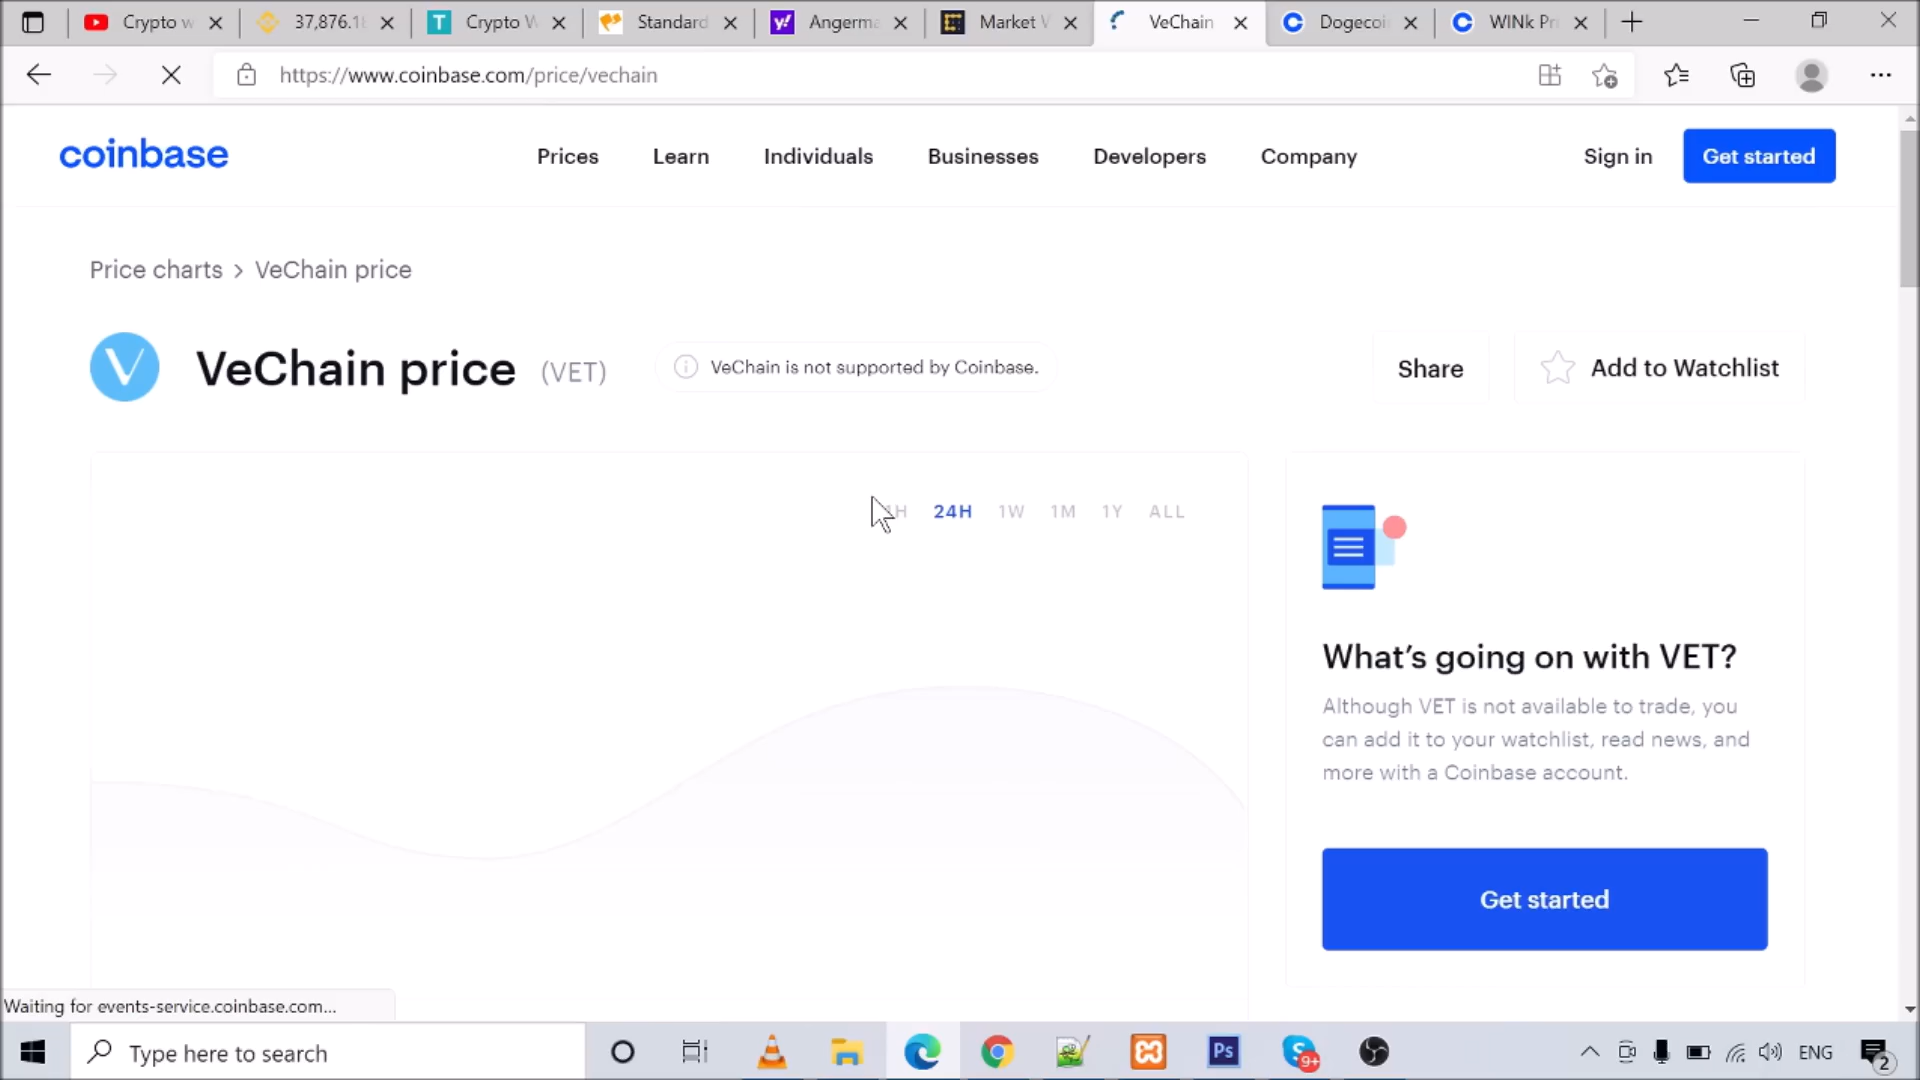 Crypto w
37,876.1
Crypto W
Standard
Angerma
Market V
VeChain
Dogecoi
WINk Pr
https://www.coinbase.com/price/vechain
coinbase
Prices
Learn
Individuals
Businesses
Developers
Company
Sign in
Get started
Price charts > VeChain price
VeChain price (VET)
VeChain is not supported by Coinbase.
Share
Add to Watchlist
H 24H 1W 1M 1Y ALL
What's going on with VET?
Although VET is not available to trade, you
can add it to your watchlist, read news, and
more with a Coinbase account.
Get started
Waiting for events-service.coinbase.com...
Type here to search
Ps
S
9+
ENG
2